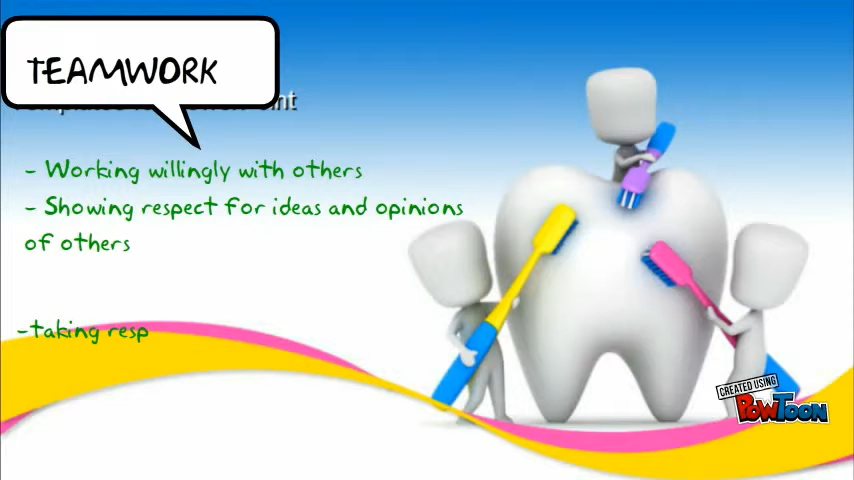 TEAMWORK
- Working willingly with others
- Showing respect for ideas and opinions
of others
-taking resp
CREATED USING
POWTOON